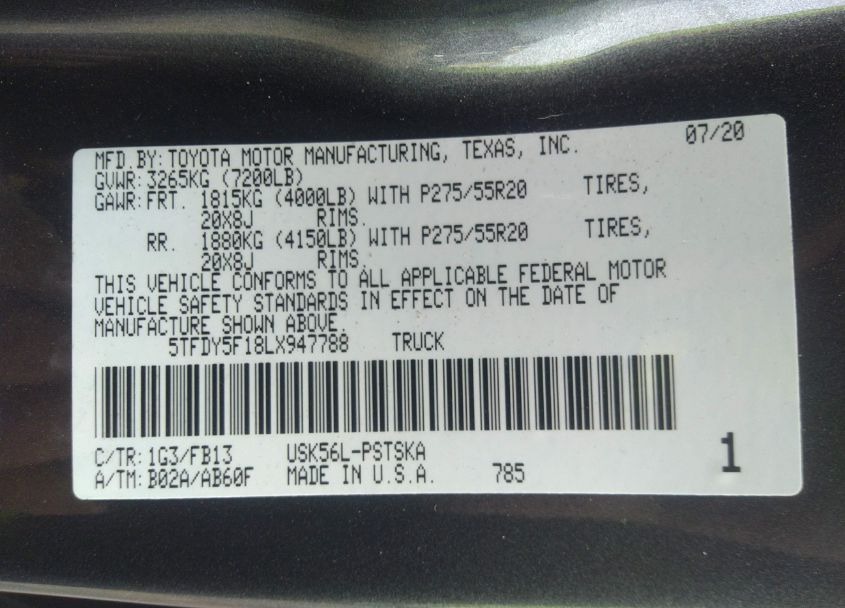 07/20
MFD.BY: TOYOTA MOTOR MANUFACTURING, TEXAS, INC.
GVWR: 3265KG (7200LB)
GAWR: FRT. 1815KG (4000LB) WITH P275/55R20 TIRES,
20X8J RIMS.
RR. 1880KG (4150LB) WITH P275/55R20 TIRES,
20X8J RIMS.
THIS VEHICLE CONFORMS TO ALL APPLICABLE FEDERAL MOTOR
VEHICLE SAFETY STANDARDS IN EFFECT ON THE DATE OF
MANUFACTURE SHOWN ABOVE.
5TFDY5F18LX947788 TRUCK
C/TR: 1G3/FB13 USK56L-PSTSKA
A/TM: B02A/AB60F MADE IN U.S.A. 785
1